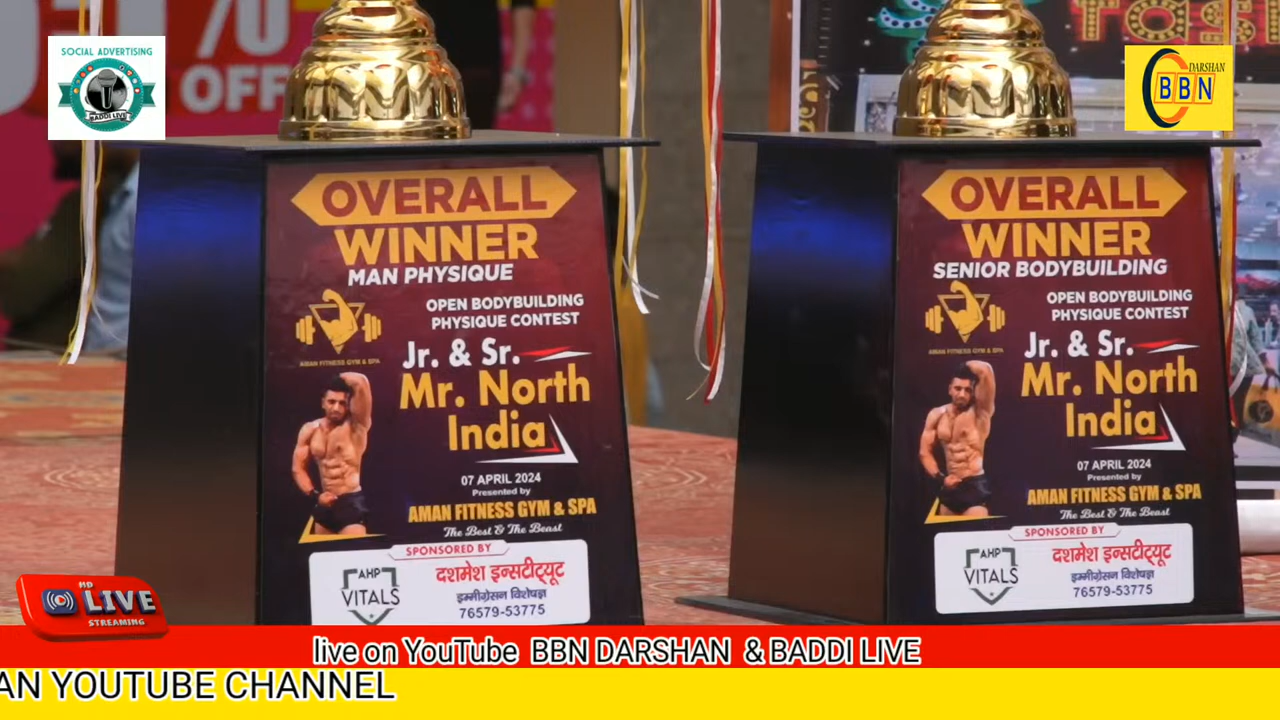 % OFF
SOCIAL ADVERTISING
BADDI LIVE
DARSHAN
BBN
OVERALL
WINNER
MAN PHYSIQUE
OPEN BODYBUILDING
PHYSIQUE CONTEST
AMAN FITNESS GYM & SPA
Jr. & Sr.
Mr. North
India
07 APRIL 2024
Presented by
AMAN FITNESS GYM & SPA
The Best & The Beast
SPONSORED BY
AHP
VITALS
दशमेश इन्सटीट्यूट
इम्मीग्रेसन विशेषज्ञ
76579-53775
OVERALL
WINNER
SENIOR BODYBUILDING
OPEN BODYBUILDING
PHYSIQUE CONTEST
AMAN FITNESS GYM & SPA
Jr. & Sr.
Mr. North
India
07 APRIL 2024
Presented by
AMAN FITNESS GYM & SPA
The Best & The Beast
SPONSORED BY
AHP
VITALS
दशमेश इन्सटीट्यूट
इम्मीग्रेसन विशेषज्ञ
76579-53775
HD
LIVE
STREAMING
live on YouTube BBN DARSHAN & BADDI LIVE
AN YOUTUBE CHANNEL